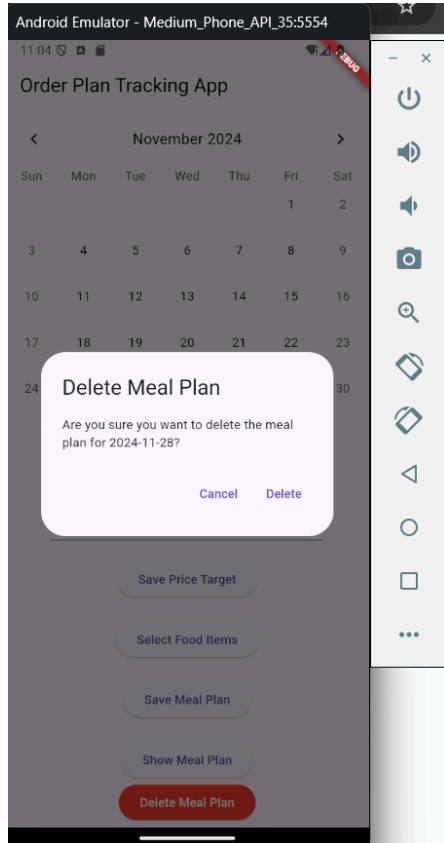 Android Emulator - Medium_Phone_API_35:5554
11:04
DEBUG
Order Plan Tracking App
November 2024
Sun Mon Tue Wed Thu Fri Sat
1 2
3 4 5 6 7 8 9
10 11 12 13 14 15 16
17 18 19 20 21 22 23
24 30
Delete Meal Plan
Are you sure you want to delete the meal
plan for 2024-11-28?
Cancel Delete
Save Price Target
Select Food Items
Save Meal Plan
Show Meal Plan
Delete Meal Plan